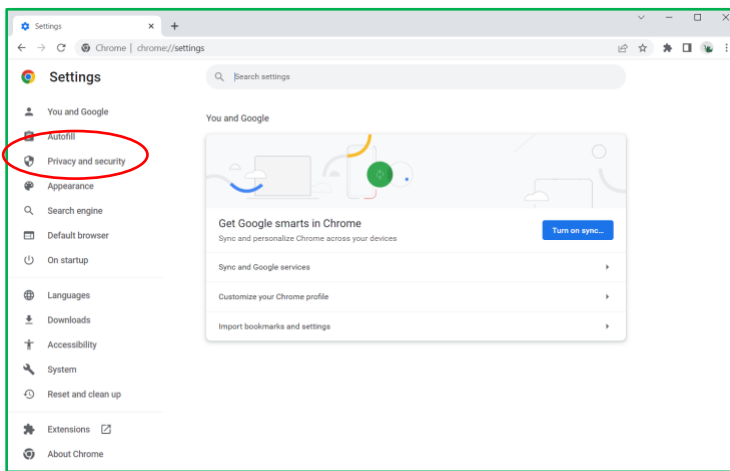 Settings
Chrome | chrome://settings
Settings
Search settings
You and Google
Autofill
Privacy and security
Appearance
Search engine
Default browser
On startup
Languages
Downloads
Accessibility
System
Reset and clean up
Extensions
About Chrome
You and Google
Get Google smarts in Chrome
Sync and personalize Chrome across your devices
Turn on sync...
Sync and Google services
Customize your Chrome profile
Import bookmarks and settings